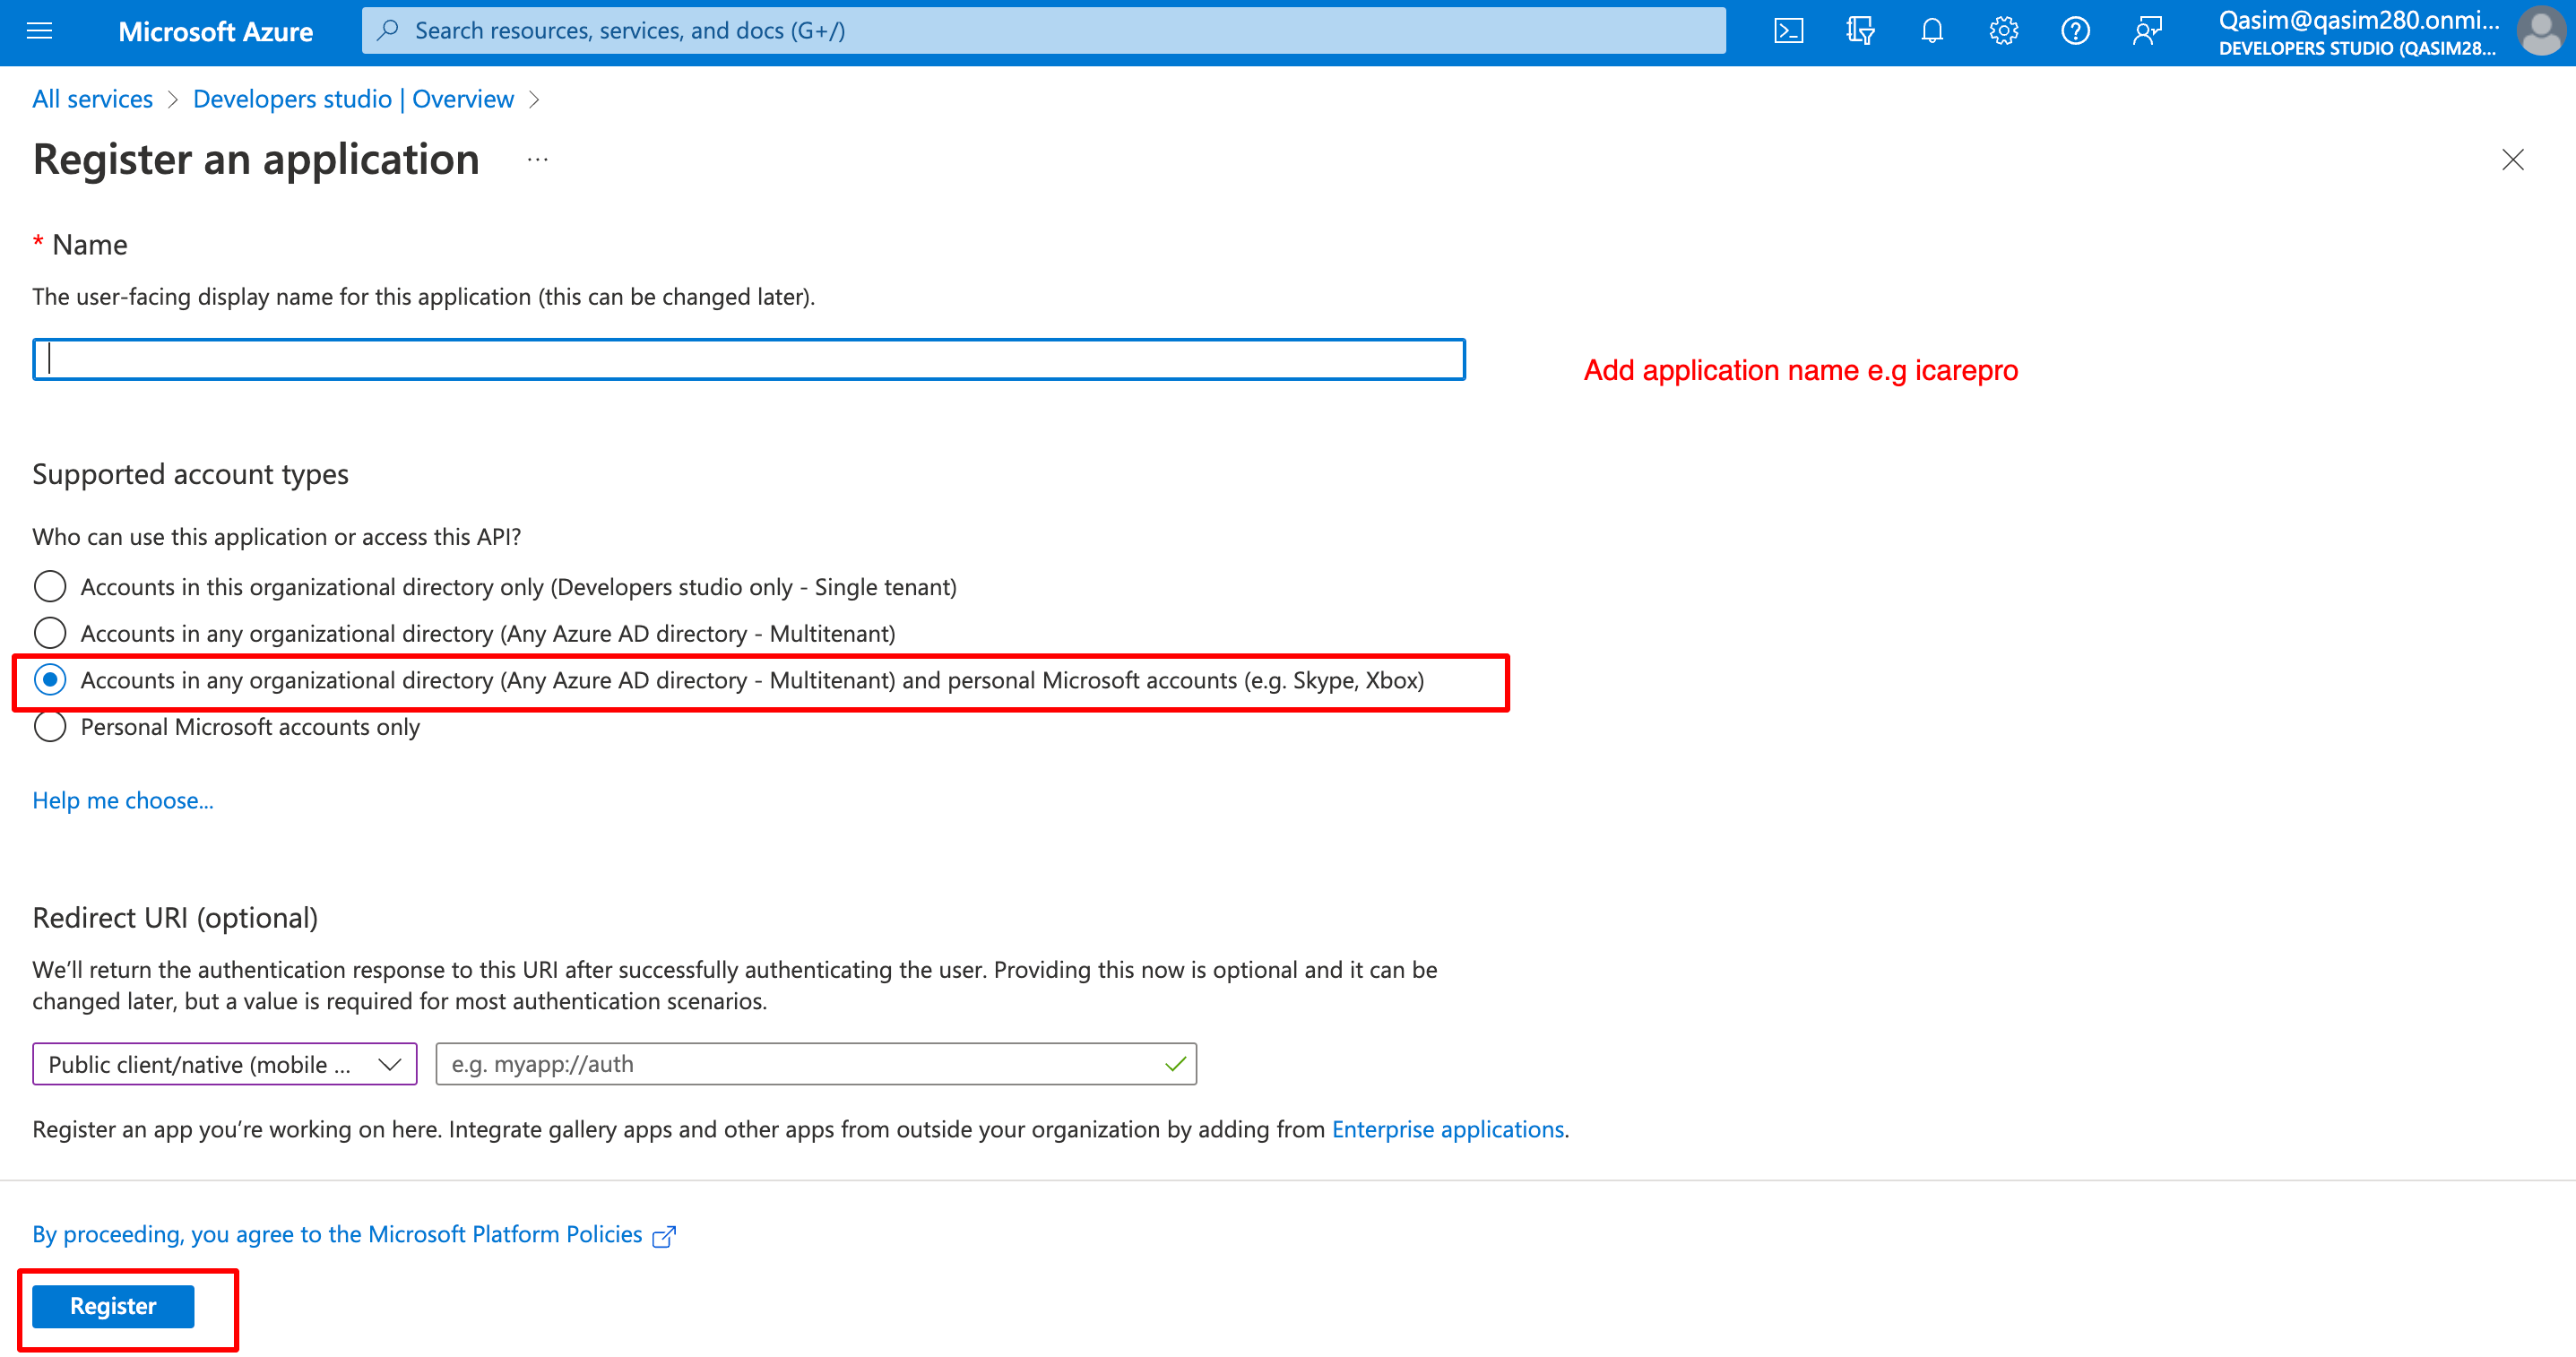 Microsoft Azure
Search resources, services, and docs (G+/)
Qasim@qasim280.onmi...
DEVELOPERS STUDIO (QASIM28...
All services > Developers studio | Overview >
Register an application ...
* Name
The user-facing display name for this application (this can be changed later).
Add application name e.g icarepro
Supported account types
Who can use this application or access this API?
Accounts in this organizational directory only (Developers studio only - Single tenant)
Accounts in any organizational directory (Any Azure AD directory - Multitenant)
Accounts in any organizational directory (Any Azure AD directory - Multitenant) and personal Microsoft accounts (e.g. Skype, Xbox)
Personal Microsoft accounts only
Help me choose...
Redirect URI (optional)
We’ll return the authentication response to this URI after successfully authenticating the user. Providing this now is optional and it can be
changed later, but a value is required for most authentication scenarios.
Public client/native (mobile ...
e.g. myapp://auth
Register an app you’re working on here. Integrate gallery apps and other apps from outside your organization by adding from Enterprise applications.
By proceeding, you agree to the Microsoft Platform Policies
Register